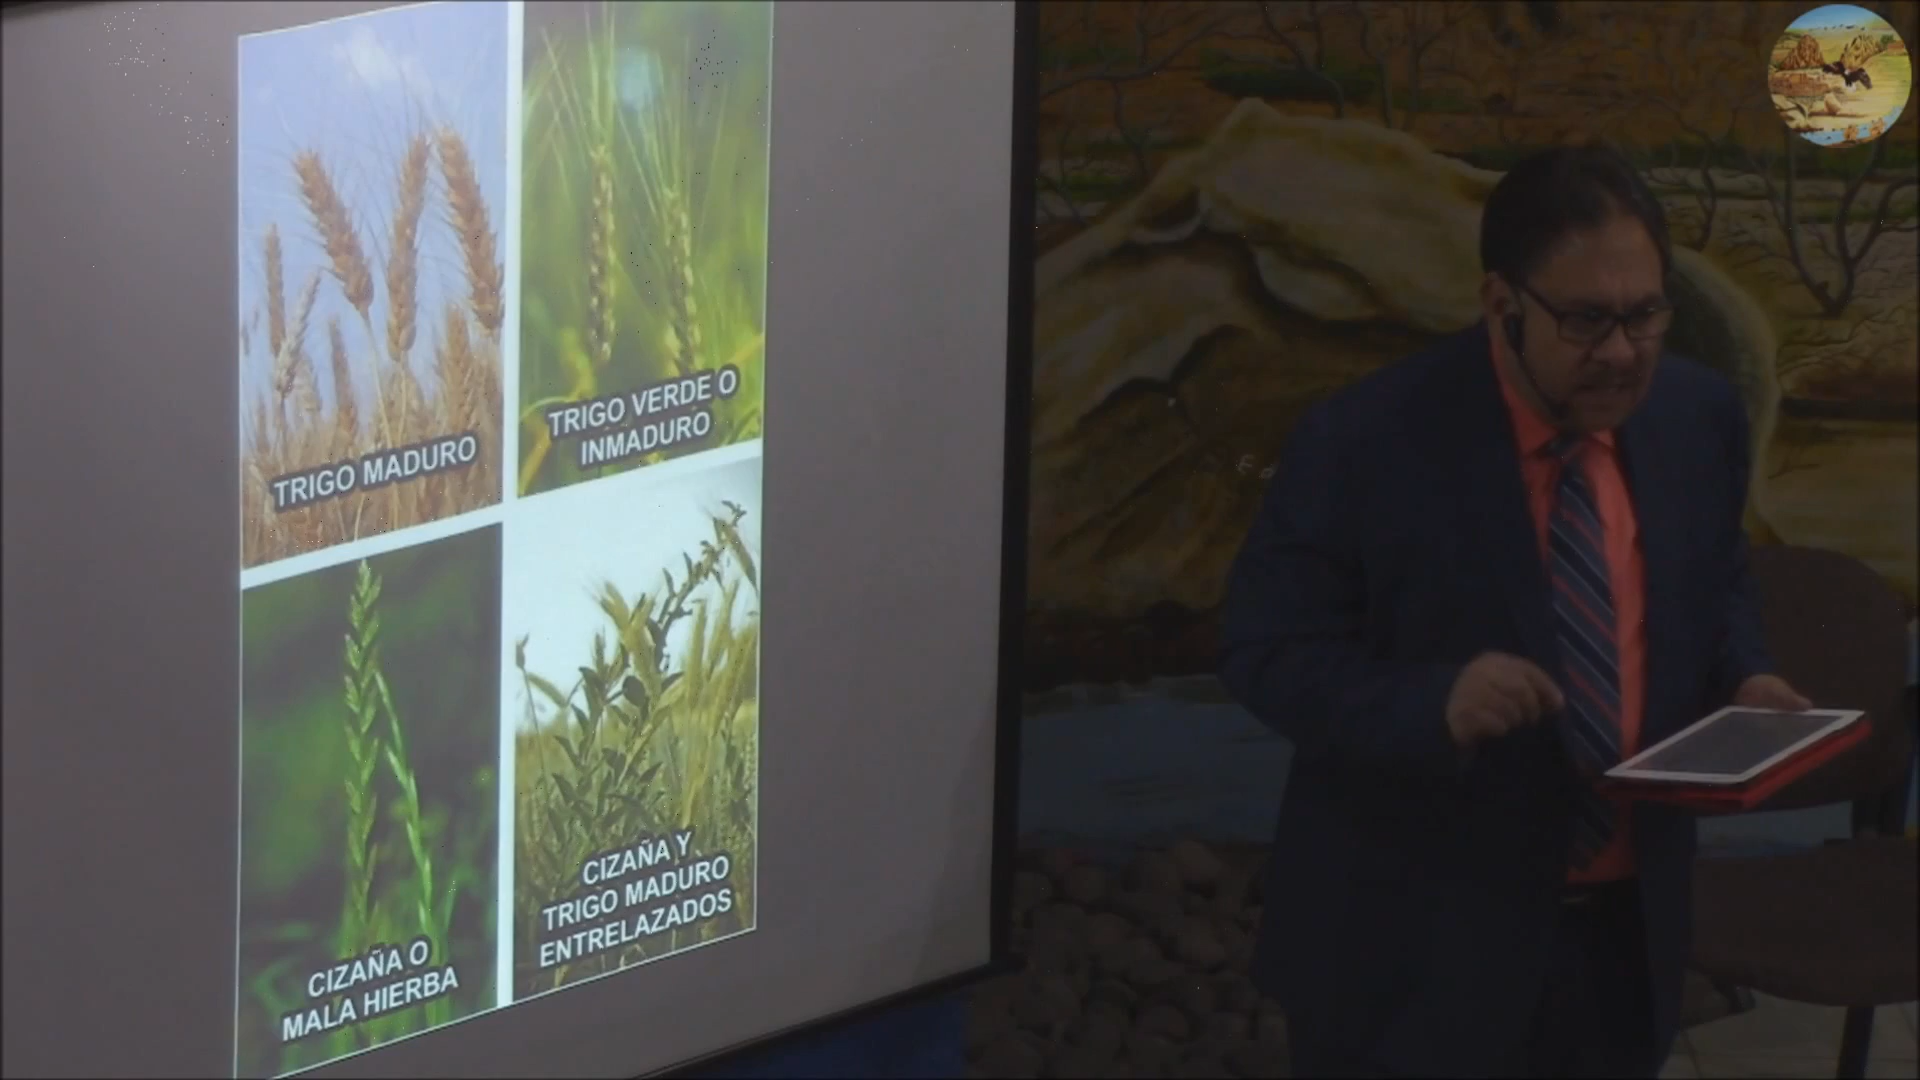 TRIGO MADURO
TRIGO VERDE O
INMADURO
CIZAÑA O
MALA HIERBA
CIZAÑA Y
TRIGO MADURO
ENTRELAZADOS